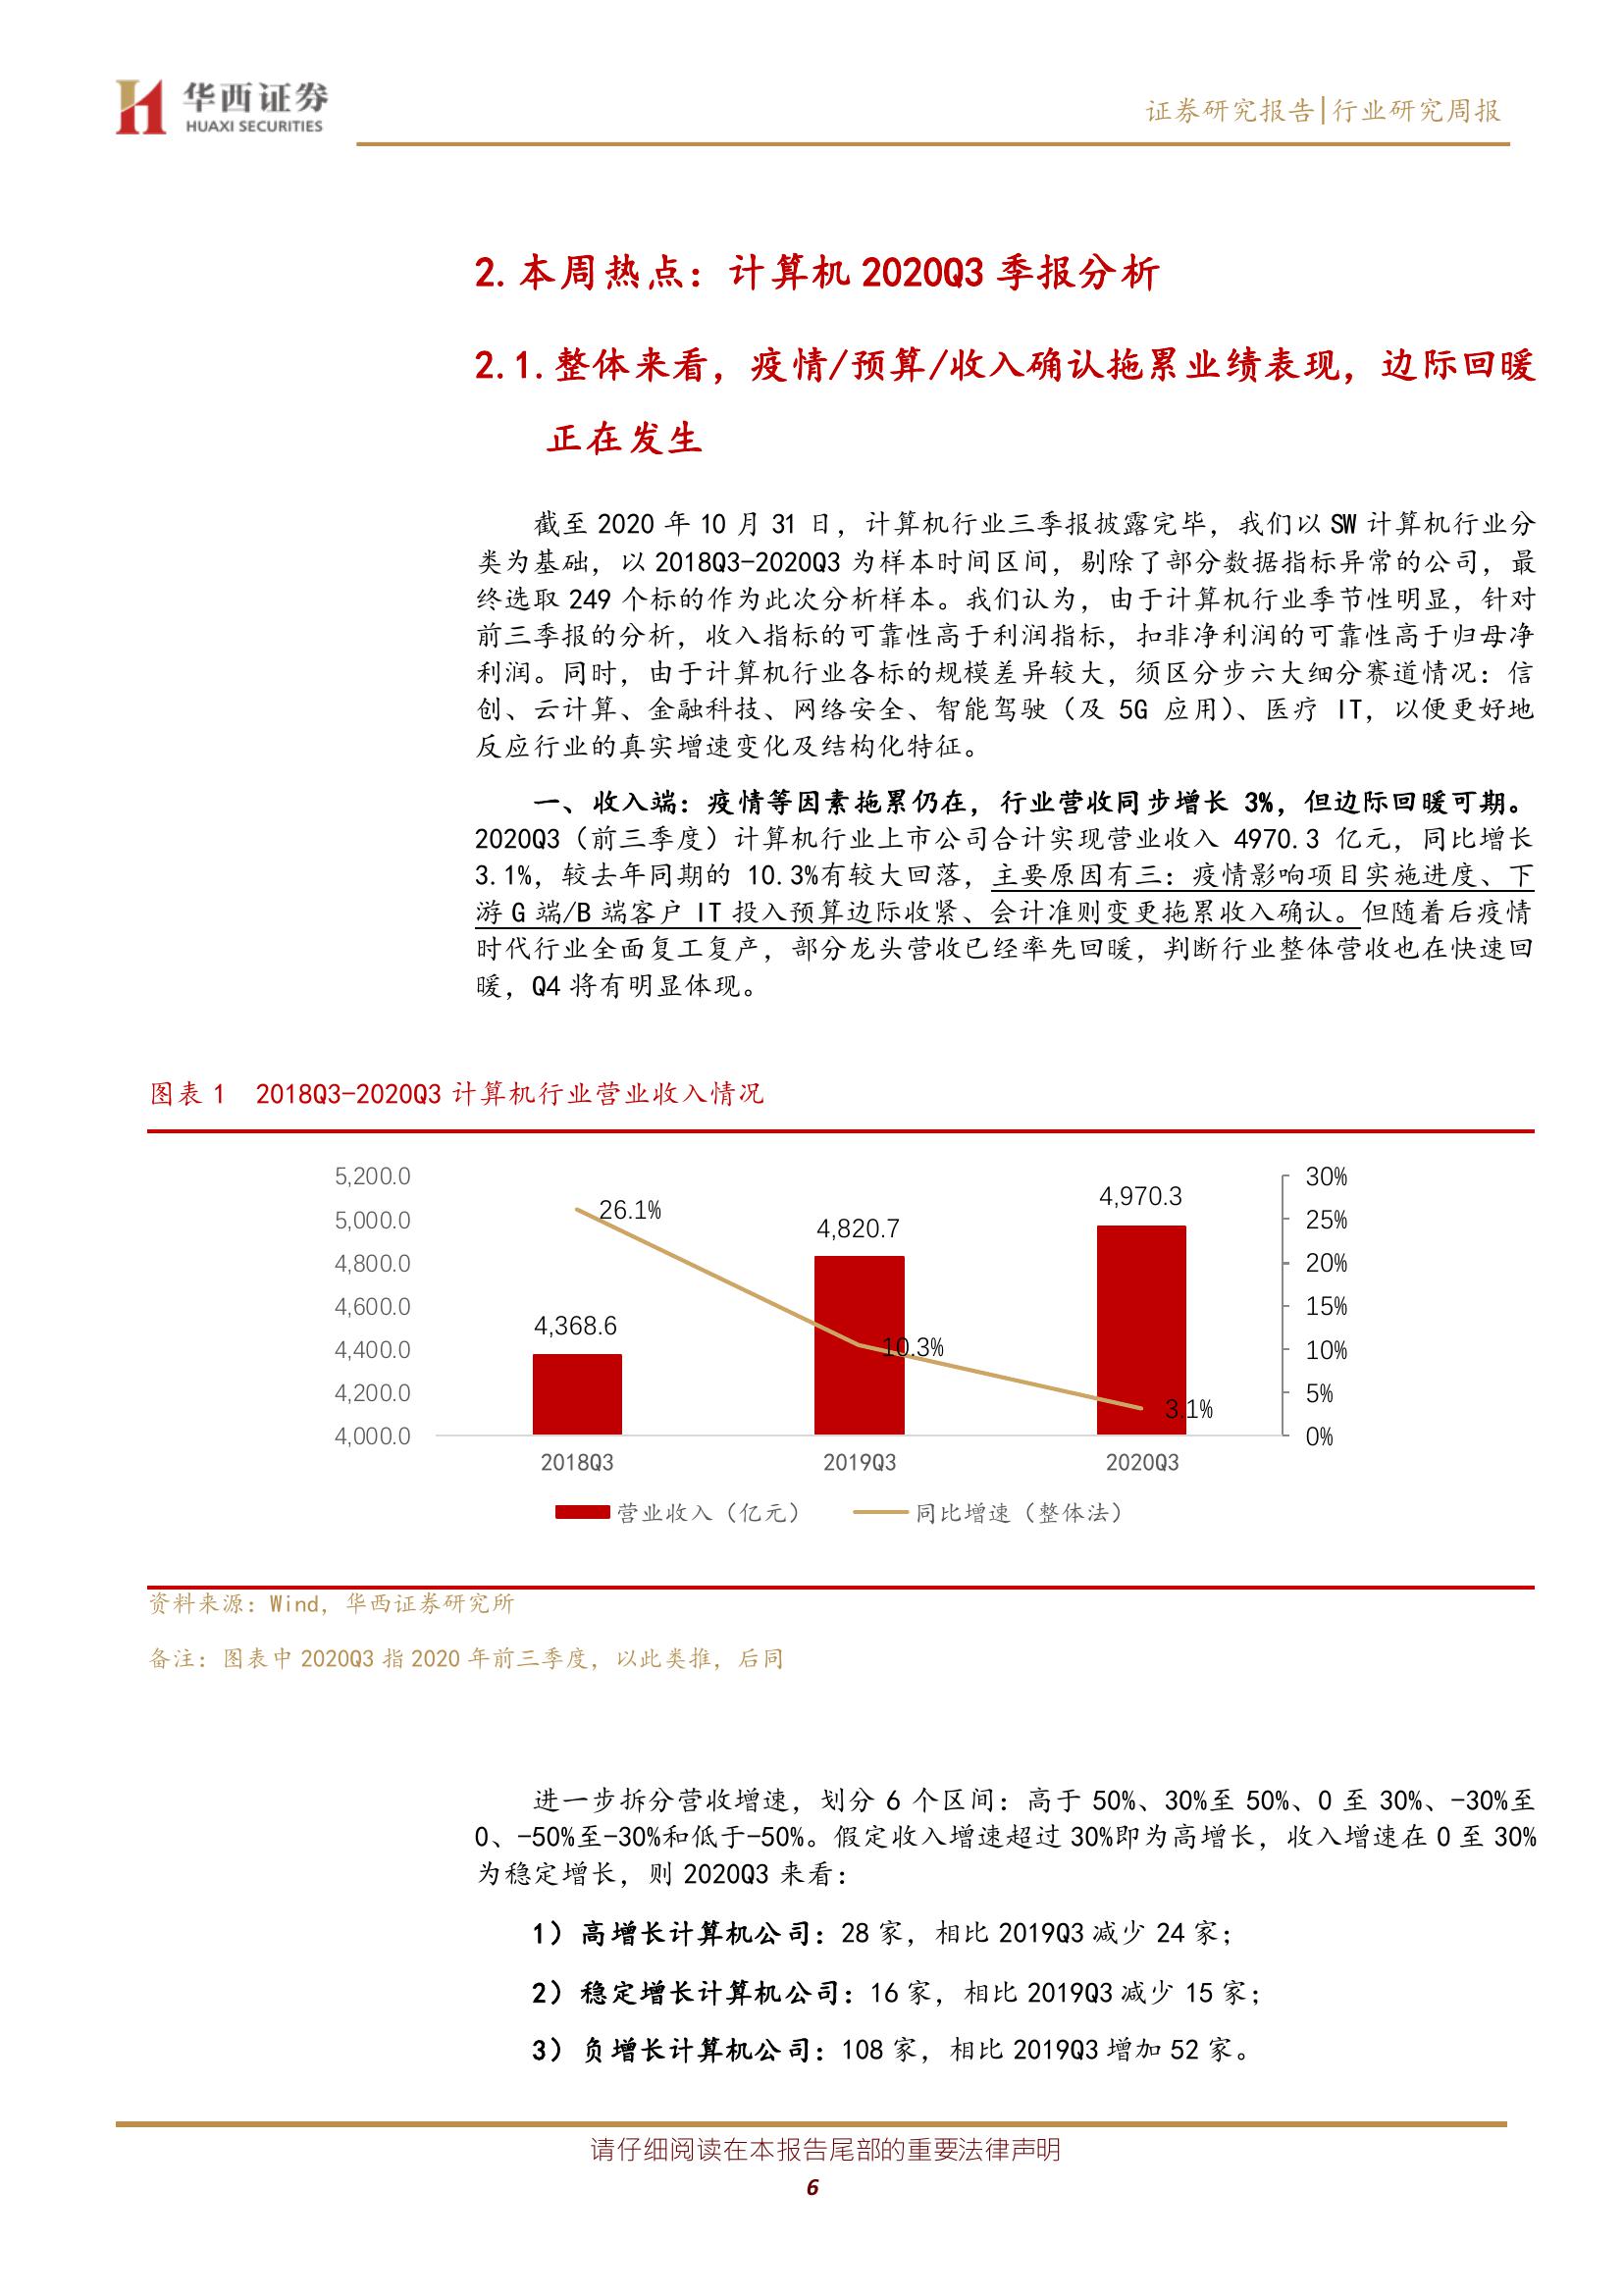 华西证券
HUAXI SECURITIES
证券研究报告|行业研究周报
2.本周热点：计算机 2020Q3 季报分析
2.1.整体来看，疫情/预算/收入确认拖累业绩表现，边际回暖
正在发生
截至 2020 年 10 月 31 日，计算机行业三季报披露完毕，我们以 SW 计算机行业分
类为基础，以 2018Q3-2020Q3 为样本时间区间，剔除了部分数据指标异常的公司，最
终选取 249 个标的作为此次分析样本。我们认为，由于计算机行业季节性明显，针对
前三季报的分析，收入指标的可靠性高于利润指标，扣非净利润的可靠性高于归母净
利润。同时，由于计算机行业各标的规模差异较大，须区分步六大细分赛道情况：信
创、云计算、金融科技、网络安全、智能驾驶（及 5G 应用）、医疗 IT，以便更好地
反应行业的真实增速变化及结构化特征。
一、收入端：疫情等因素拖累仍在，行业营收同步增长 3%，但边际回暖可期。
2020Q3（前三季度）计算机行业上市公司合计实现营业收入 4970.3 亿元，同比增长
3.1%，较去年同期的 10.3%有较大回落，主要原因有三：疫情影响项目实施进度、下
游 G 端/B 端客户 IT 投入预算边际收紧、会计准则变更拖累收入确认。但随着后疫情
时代行业全面复工复产，部分龙头营收已经率先回暖，判断行业整体营收也在快速回
暖，Q4 将有明显体现。
图表 1 2018Q3-2020Q3 计算机行业营业收入情况
5,200.0
5,000.0
4,800.0
4,600.0
4,400.0
4,200.0
4,000.0
4,368.6
4,820.7
4,970.3
26.1%
10.3%
3.1%
30%
25%
20%
15%
10%
5%
0%
2018Q3
2019Q3
2020Q3
营业收入（亿元）
同比增速（整体法）
资料来源：Wind，华西证券研究所
备注：图表中 2020Q3 指 2020 年前三季度，以此类推，后同
进一步拆分营收增速，划分 6 个区间：高于 50%、30%至 50%、0 至 30%、-30%至
0、-50%至-30%和低于-50%。假定收入增速超过 30%即为高增长，收入增速在 0 至 30%
为稳定增长，则 2020Q3 来看：
1）高增长计算机公司：28 家，相比 2019Q3 减少 24 家；
2）稳定增长计算机公司：16 家，相比 2019Q3 减少 15 家；
3）负增长计算机公司：108 家，相比 2019Q3 增加 52 家。
请仔细阅读在本报告尾部的重要法律声明
6